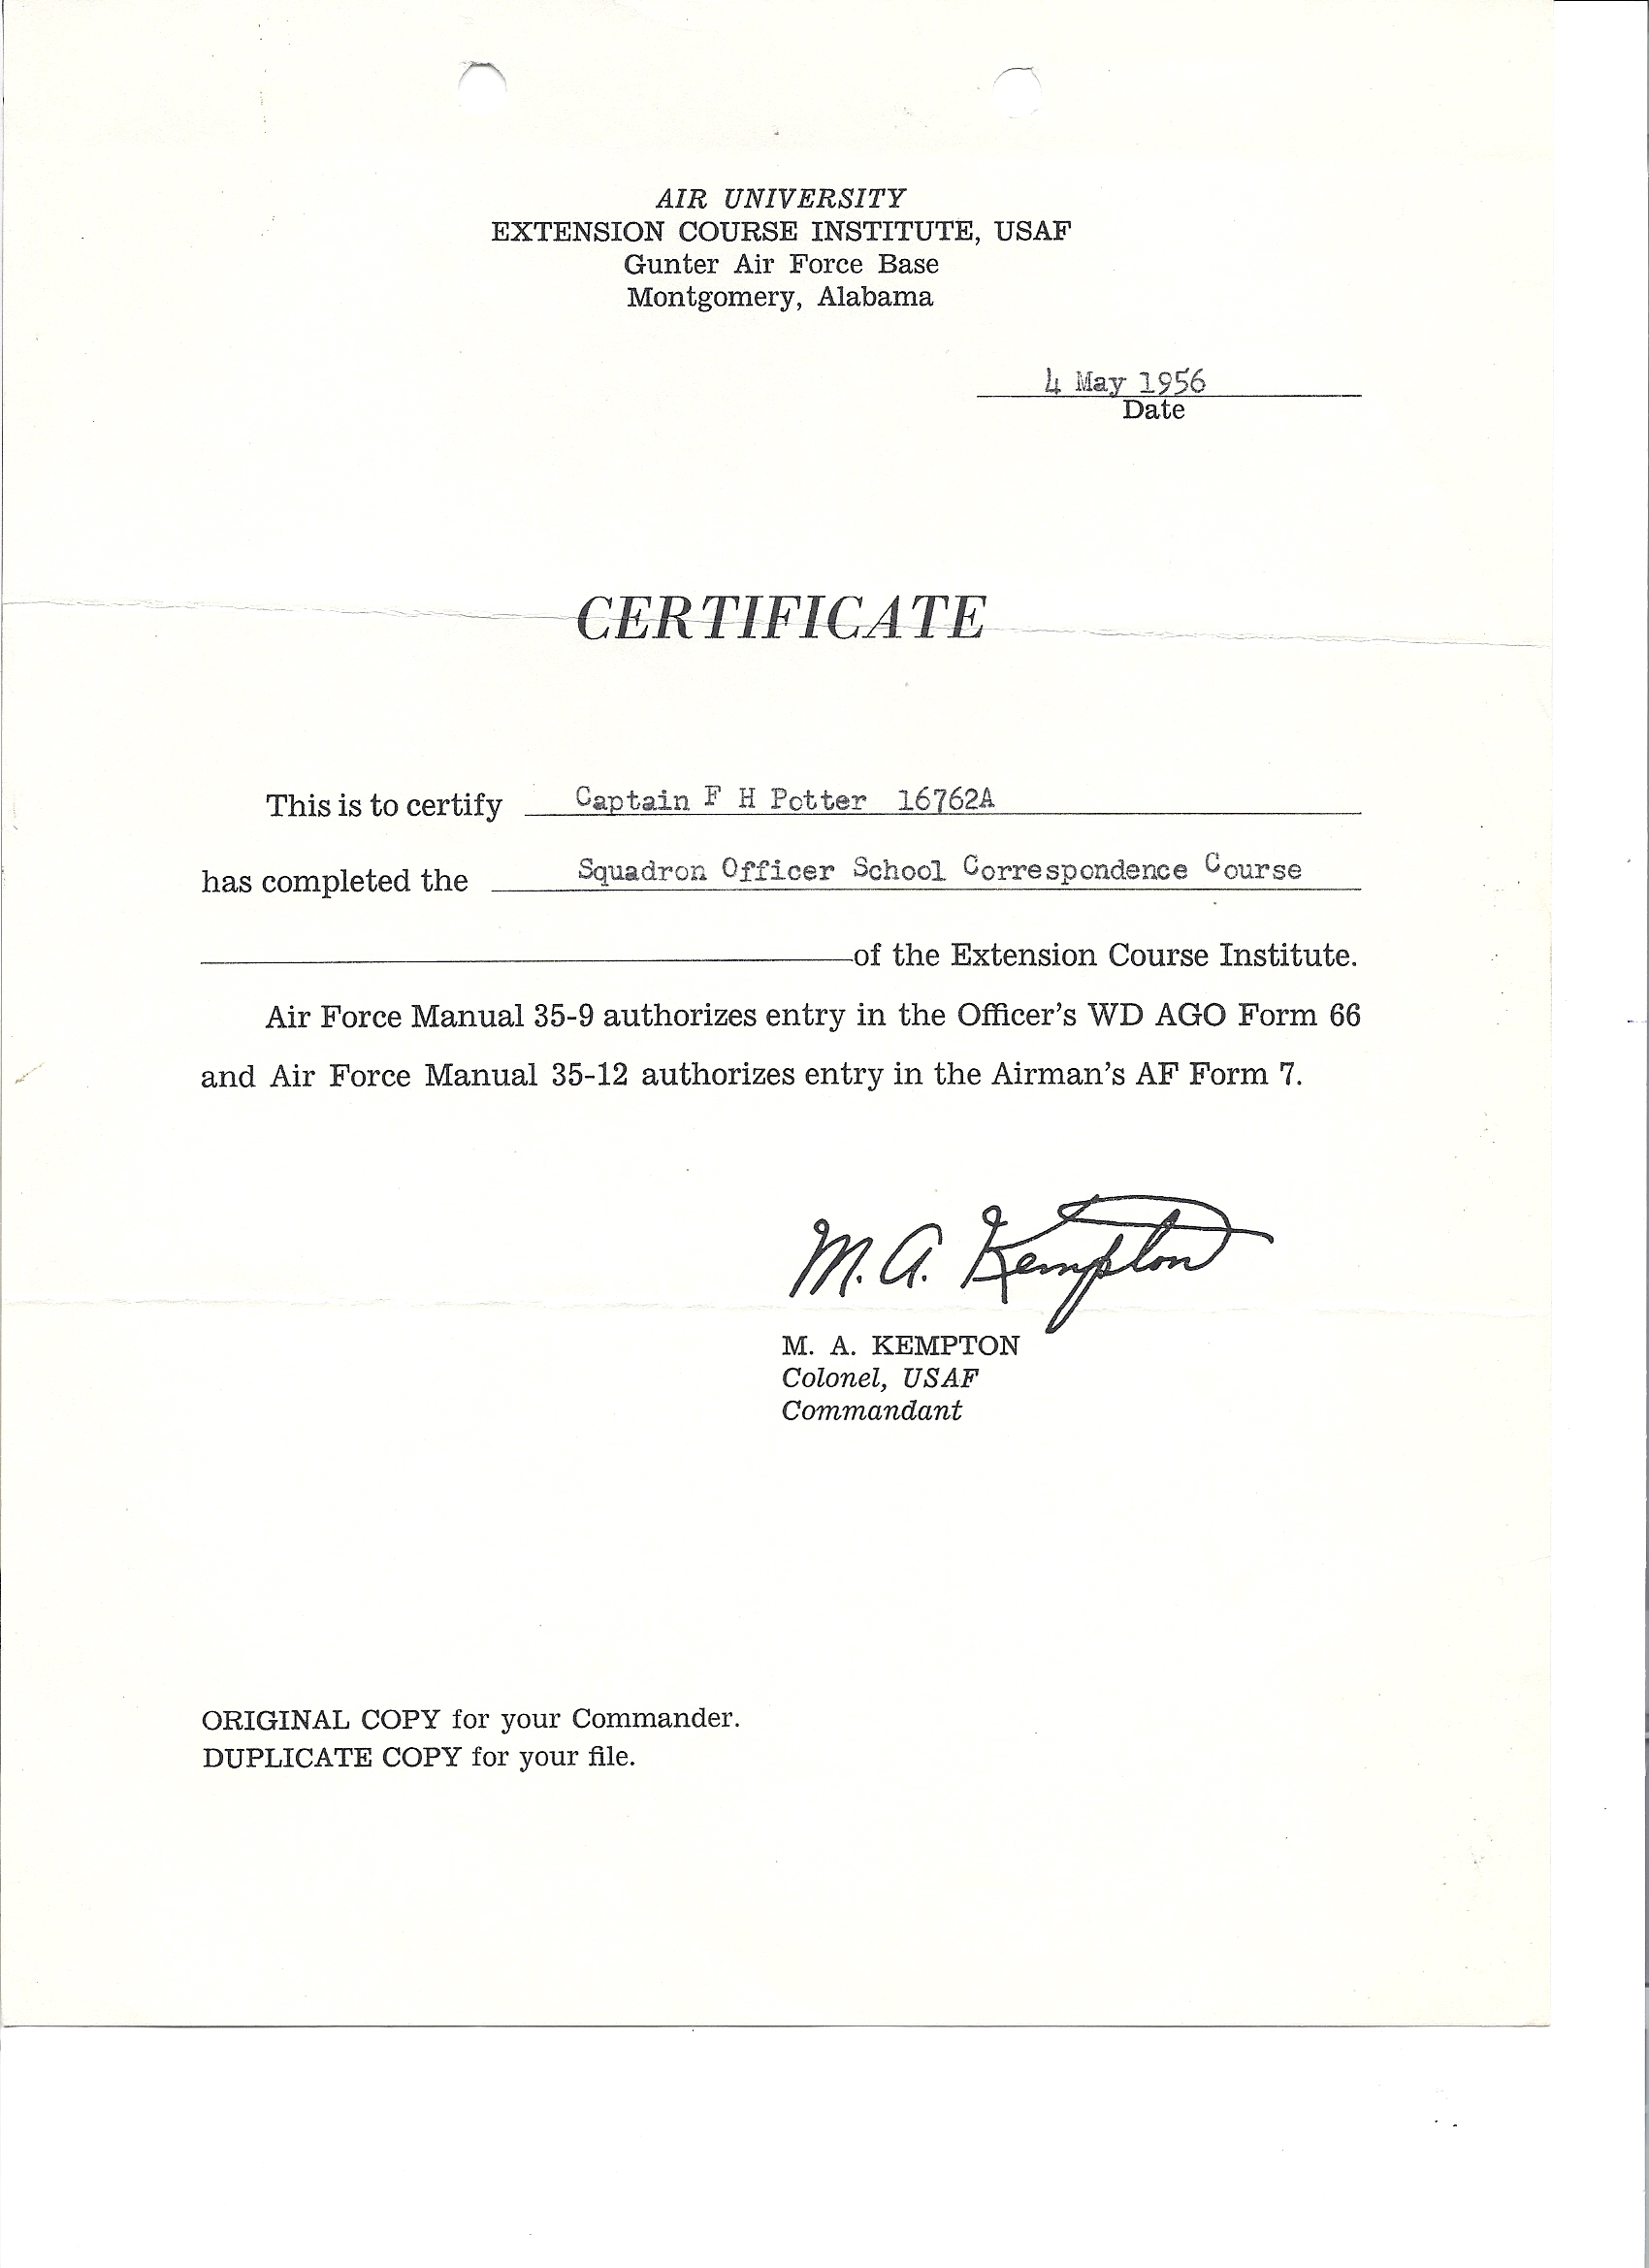 AIR UNIVERSITY
EXTENSION COURSE INSTITUTE, USAF
Gunter Air Force Base
Montgomery, Alabama
4 May 1956
Date
CERTIFICATE
This is to certify Captain F H Potter 16762A
has completed the Squadron Officer School Correspondence Course
of the Extension Course Institute.
Air Force Manual 35-9 authorizes entry in the Officer's WD AGO Form 66
and Air Force Manual 35-12 authorizes entry in the Airman's AF Form 7.
M. A. Kempton
M. A. KEMPTON
Colonel, USAF
Commandant
ORIGINAL COPY for your Commander.
DUPLICATE COPY for your file.